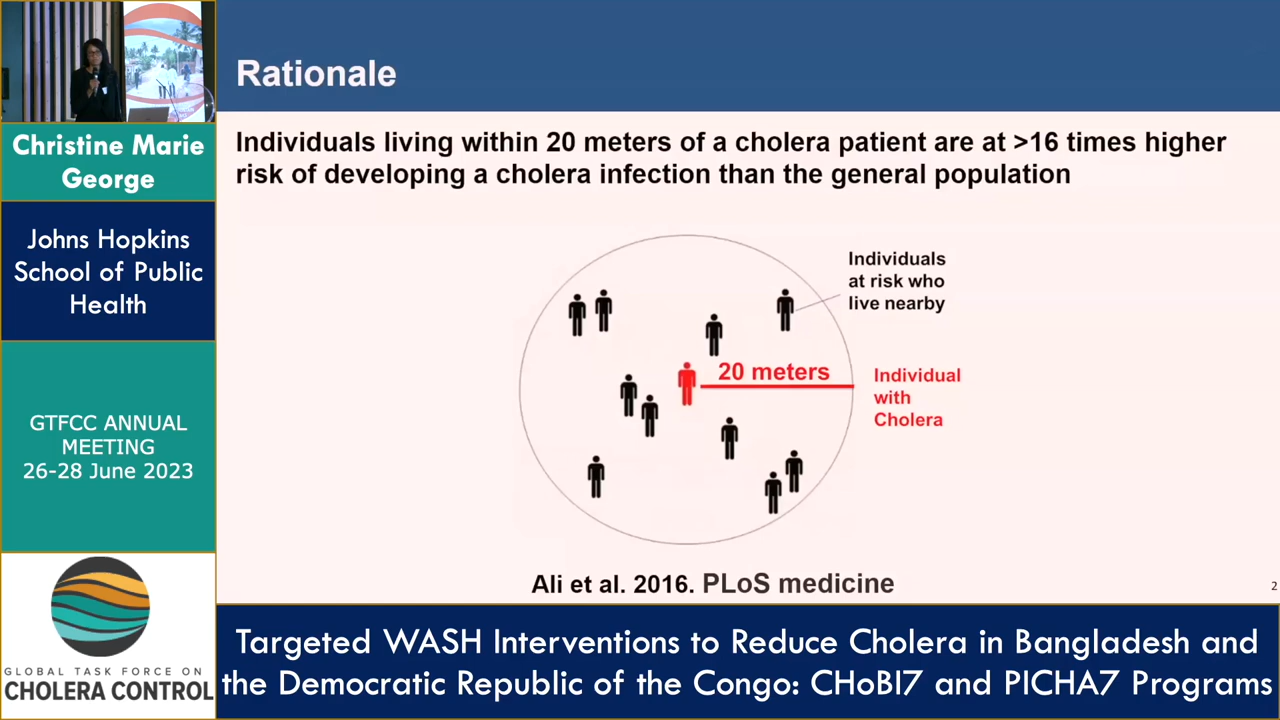 Christine Marie
George
Johns Hopkins
School of Public
Health
GTFCC ANNUAL
MEETING
26-28 June 2023
GLOBAL TASK FORCE ON
CHOLERA CONTROL
Rationale
Individuals living within 20 meters of a cholera patient are at >16 times higher
risk of developing a cholera infection than the general population
Individuals
at risk who
live nearby
20 meters
Individual
with
Cholera
Ali et al. 2016. PLoS medicine
2
Targeted WASH Interventions to Reduce Cholera in Bangladesh and
the Democratic Republic of the Congo: CHoBI7 and PICHA7 Programs